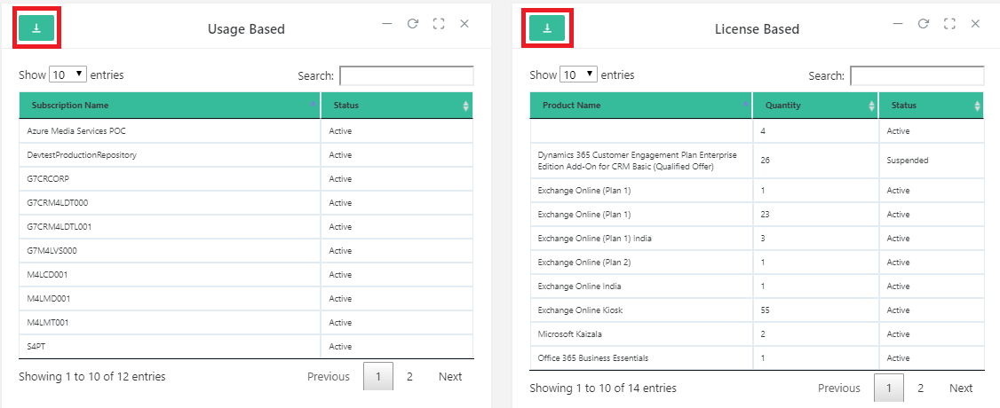 Usage Based
Show 10 entries
Search:
Subscription Name Status
Azure Media Services POC Active
DevtestProductionRepository Active
G7CRCORP Active
G7CRM4LDT000 Active
G7CRM4LDTL001 Active
G7M4LVS000 Active
M4LCD001 Active
M4LMD001 Active
M4LMT001 Active
S4PT Active
Showing 1 to 10 of 12 entries
Previous 1 2 Next
License Based
Show 10 entries
Search:
Product Name Quantity Status
4 Active
Dynamics 365 Customer Engagement Plan Enterprise
Edition Add-On for CRM Basic (Qualified Offer) 26 Suspended
Exchange Online (Plan 1) 1 Active
Exchange Online (Plan 1) 23 Active
Exchange Online (Plan 1) India 3 Active
Exchange Online (Plan 2) 1 Active
Exchange Online India 1 Active
Exchange Online Kiosk 55 Active
Microsoft Kaizala 2 Active
Office 365 Business Essentials 1 Active
Showing 1 to 10 of 14 entries
Previous 1 2 Next